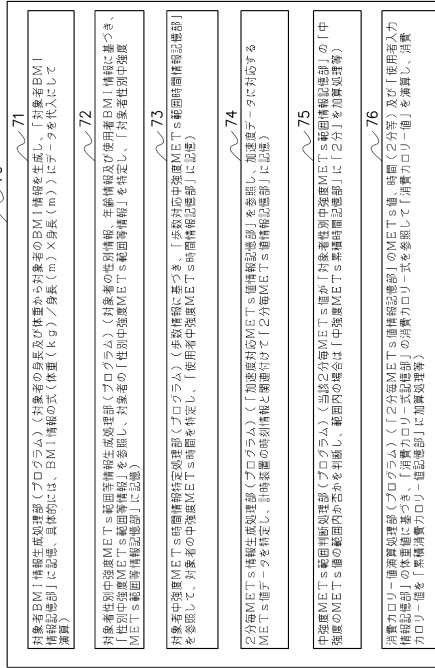 70
71
対象者BMI情報生成処理部(プログラム)(対象者の身長及び体重から対象者のBMI情報を生成し、「対象者BMI
情報記憶部」に記憶、具体的には、BMI情報の式(体重(kg)/身長(m)×身長(m))にデータを代入にして
演算)
72
対象者性別中強度METs範囲等情報生成処理部(プログラム)(対象者の性別情報、年齢情報及び使用者BMI情報に基づき、
「性別中強度METs範囲等情報」を参照し、対象者の「性別中強度METs範囲等情報」を特定し、「対象者性別中強度
METs範囲等情報記憶部」に記憶)
73
対象者中強度METs時間情報特定処理部(プログラム)(歩数情報に基づき、「歩数対応中強度METs範囲時間情報記憶部」
を参照して、対象者の中強度METs時間を特定し、「使用者中強度METs時間情報記憶部」に記憶)
74
2分毎METs情報生成処理部(プログラム)(「加速度対応METs値情報記憶部」を参照し、加速度データに対応する
METs値データを特定し、計時装置の時刻情報と関連付けて「2分毎METs値情報記憶部」に記憶)
75
中強度METs範囲判断処理部(プログラム)(当該2分毎METs値が「対象者性別中強度METs範囲情報記憶部」の「中
強度のMETs値の範囲内か否かを判断し、範囲内の場合は「中強度METs累積時間記憶部」に「2分」を加算処理等)
76
消費カロリー値演算処理部(プログラム)(「2分毎METs値情報記憶部」のMETs値、時間(2分等)及び「使用者入力
情報記憶部」の体重値に基づき、「消費カロリー式記憶部」の消費カロリー式を参照して「消費カロリー値」を演算し、消費
カロリー値を「累積消費カロリー値記憶部」に加算処理等)